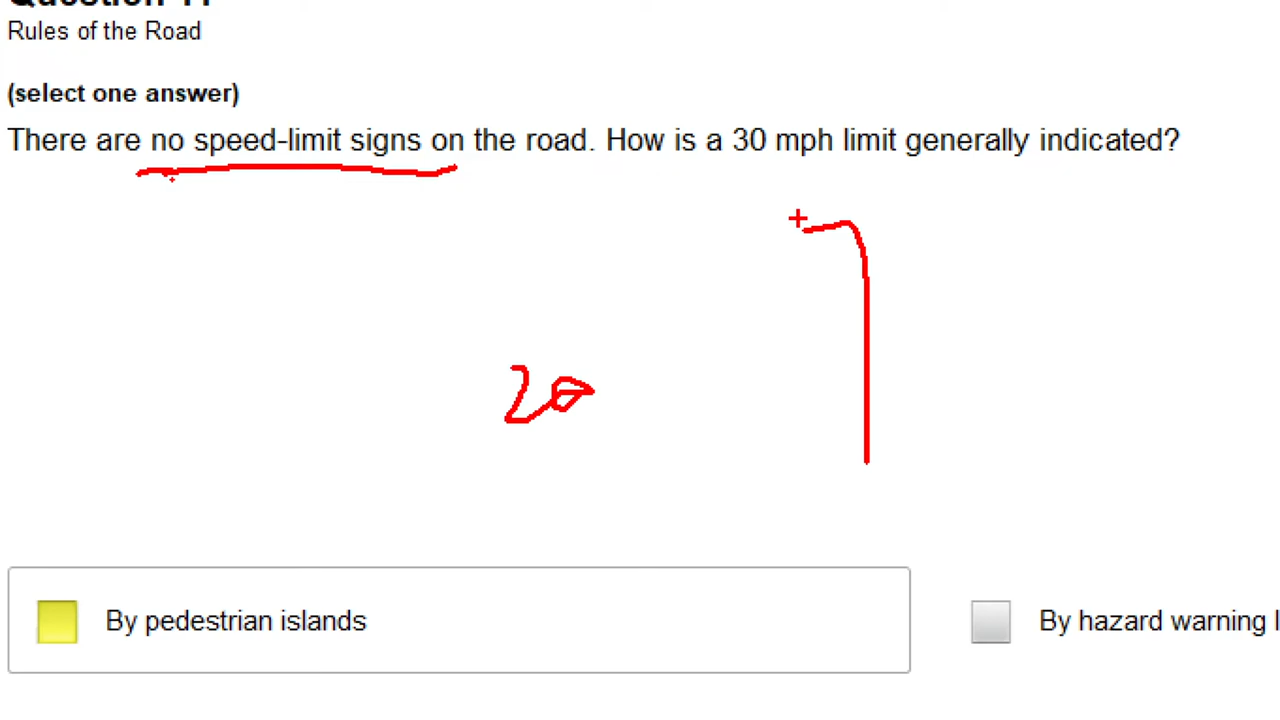 Rules of the Road
(select one answer)
There are no speed-limit signs on the road. How is a 30 mph limit generally indicated?
By pedestrian islands
By hazard warning